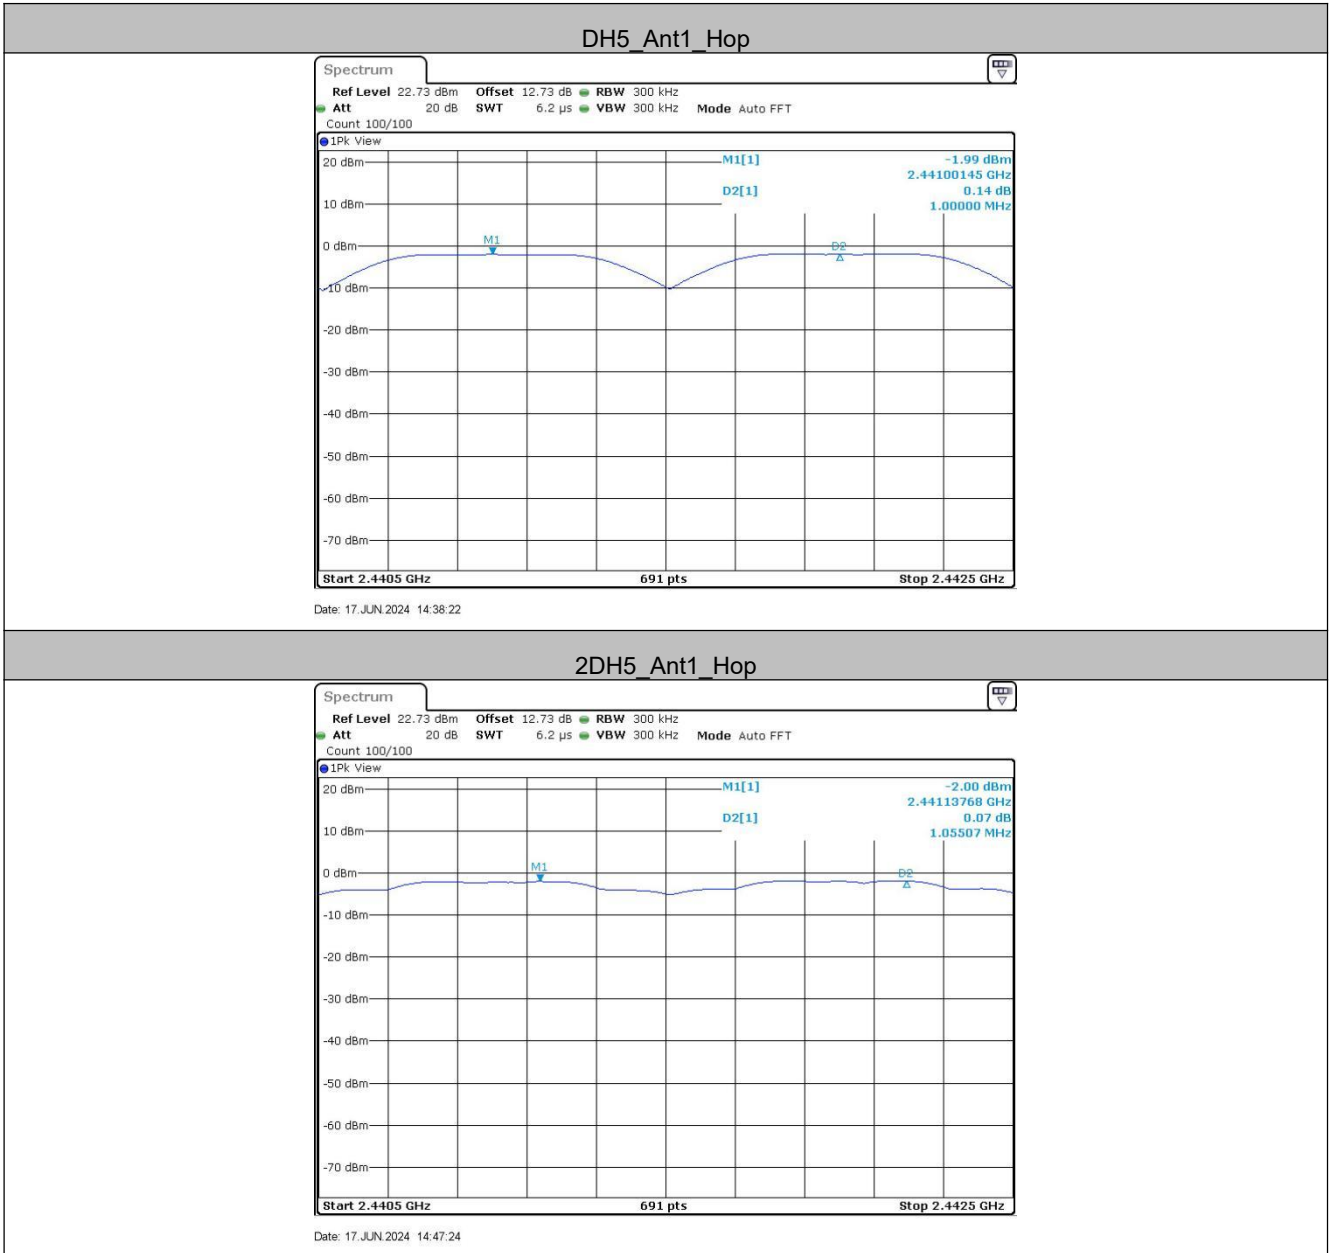 DH5_Ant1_Hop
Spectrum
Ref Level 22.73 dBm Offset 12.73 dB RBW 300 kHz
Att 20 dB SWT 6.2 µs VBW 300 kHz Mode Auto FFT
Count 100/100
1Pk View
20 dBm M1[1] -1.99 dBm
2.44100145 GHz
D2[1] 0.14 dB
10 dBm 1.00000 MHz
M1
0 dBm D2
-10 dBm
-20 dBm
-30 dBm
-40 dBm
-50 dBm
-60 dBm
-70 dBm
Start 2.4405 GHz 691 pts Stop 2.4425 GHz
Date: 17.JUN.2024 14:38:22
2DH5_Ant1_Hop
Spectrum
Ref Level 22.73 dBm Offset 12.73 dB RBW 300 kHz
Att 20 dB SWT 6.2 µs VBW 300 kHz Mode Auto FFT
Count 100/100
1Pk View
20 dBm M1[1] -2.00 dBm
2.44113768 GHz
D2[1] 0.07 dB
10 dBm 1.05507 MHz
M1
0 dBm D2
-10 dBm
-20 dBm
-30 dBm
-40 dBm
-50 dBm
-60 dBm
-70 dBm
Start 2.4405 GHz 691 pts Stop 2.4425 GHz
Date: 17.JUN.2024 14:47:24